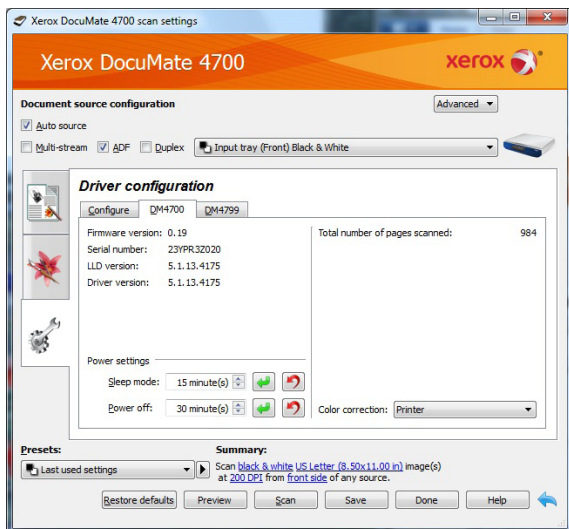 Xerox DocuMate 4700 scan settings
Xerox DocuMate 4700
xerox
Document source configuration
Advanced
Auto source
Multi-stream ADF Duplex Input tray (Front) Black & White
Driver configuration
Configure DM4700 DM4799
Firmware version: 0.19
Serial number: 23YPR3Z020
LLD version: 5.1.13.4175
Driver version: 5.1.13.4175
Total number of pages scanned: 984
Power settings
Sleep mode: 15 minute(s)
Power off: 30 minute(s)
Color correction: Printer
Presets:
Last used settings
Summary:
Scan black & white US Letter (8.50x11.00 in) image(s)
at 200 DPI from front side of any source.
Restore defaults Preview Scan Save Done Help